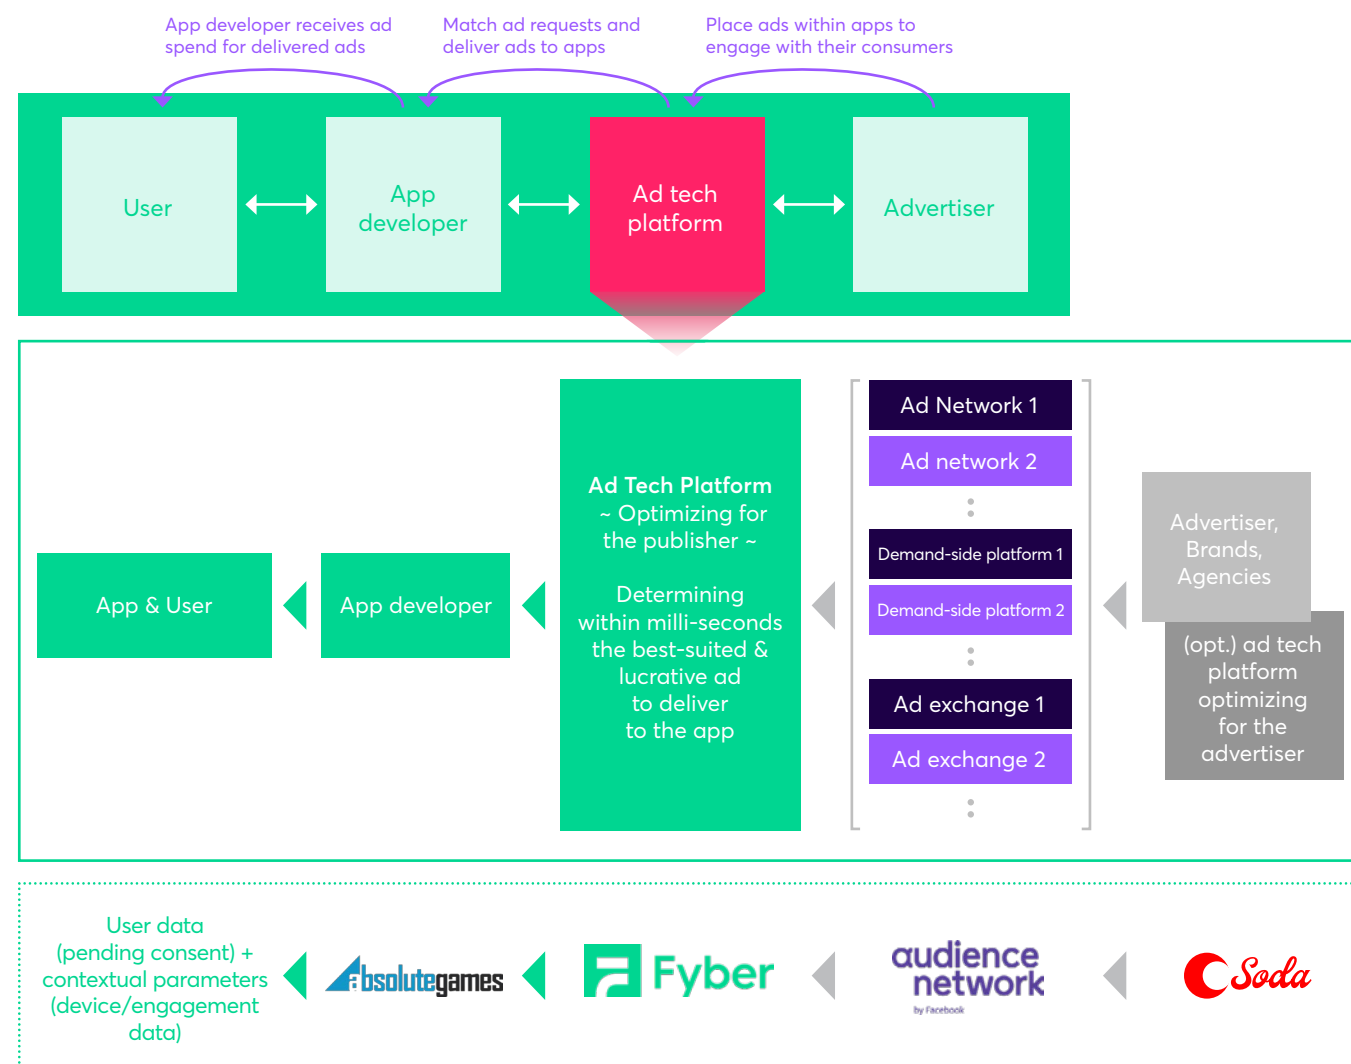 App developer receives ad
spend for delivered ads
Match ad requests and
deliver ads to apps
Place ads within apps to
engage with their consumers
User
App
developer
Ad tech
platform
Advertiser
App & User
App developer
Ad Tech Platform
~ Optimizing for
the publisher ~
Determining
within milli-seconds
the best-suited &
lucrative ad
to deliver
to the app
Ad Network 1
Ad network 2
Demand-side platform 1
Demand-side platform 2
Ad exchange 1
Ad exchange 2
Advertiser,
Brands,
Agencies
(opt.) ad tech
platform
optimizing
for the
advertiser
User data
(pending consent) +
contextual parameters
(device/engagement
data)
absolutegames
Fyber
audience
network
by Facebook
Soda